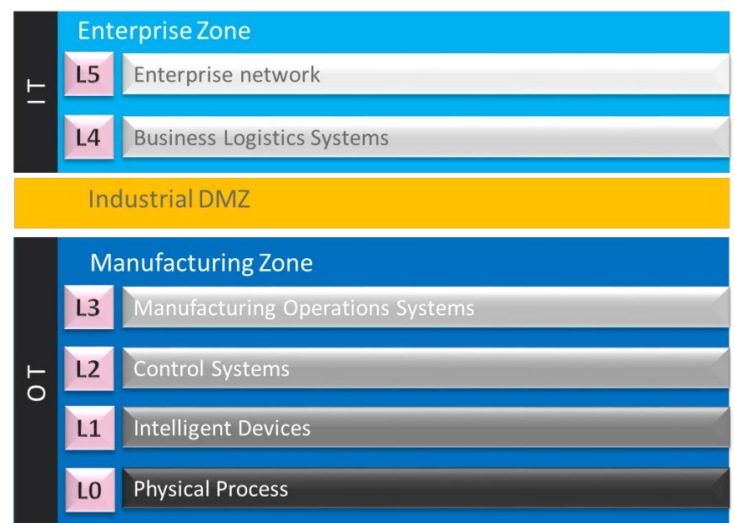 Enterprise Zone
IT
L5 Enterprise network
L4 Business Logistics Systems
Industrial DMZ
Manufacturing Zone
OT
L3 Manufacturing Operations Systems
L2 Control Systems
L1 Intelligent Devices
L0 Physical Process